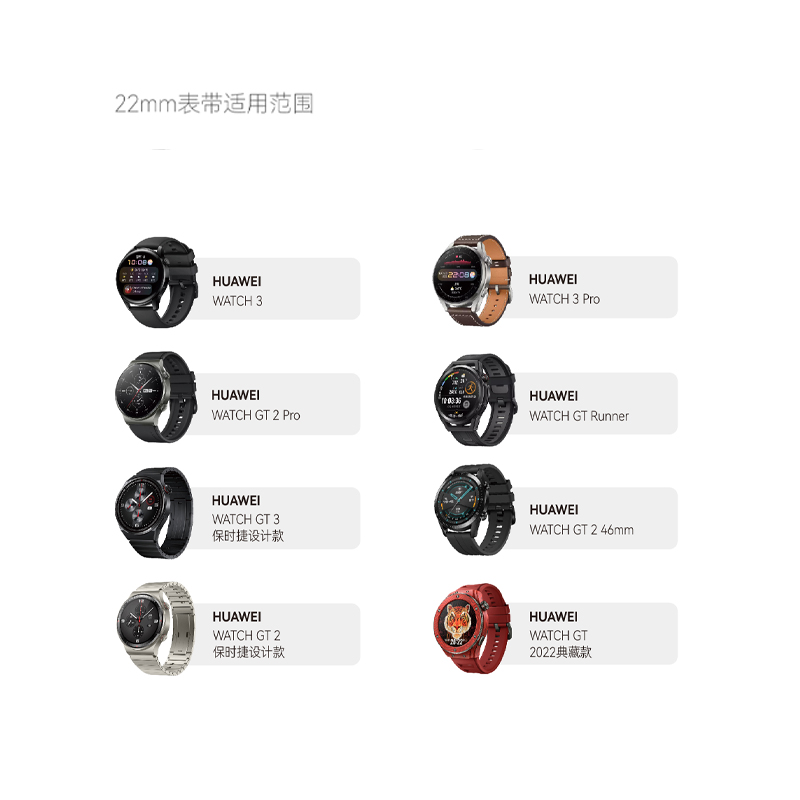 22mm表带适用范围
HUAWEI
WATCH 3
HUAWEI
WATCH 3 Pro
HUAWEI
WATCH GT 2 Pro
HUAWEI
WATCH GT Runner
HUAWEI
WATCH GT 3
保时捷设计款
HUAWEI
WATCH GT 2 46mm
HUAWEI
WATCH GT 2
保时捷设计款
HUAWEI
WATCH GT
2022典藏款